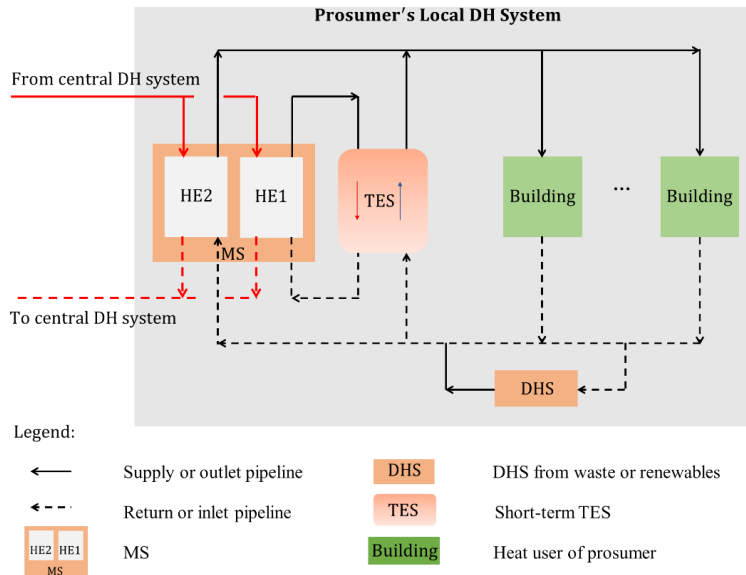 Prosumer's Local DH System
From central DH system
HE2
HE1
MS
TES
Building
...
Building
To central DH system
DHS
Legend:
Supply or outlet pipeline
DHS
DHS from waste or renewables
Return or inlet pipeline
TES
Short-term TES
HE2
HE1
MS
MS
Building
Heat user of prosumer